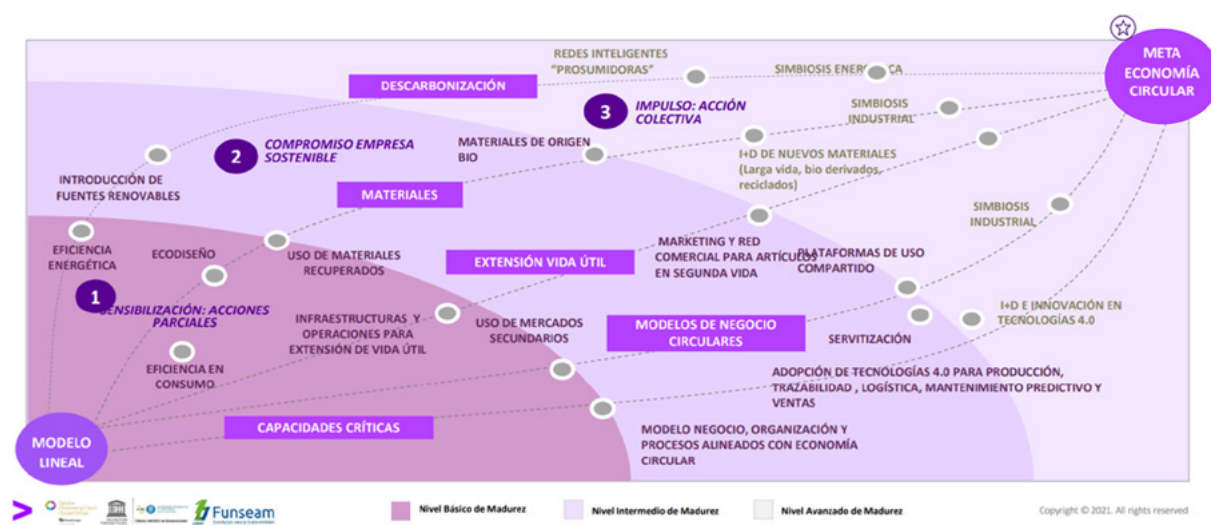 META
ECONOMÍA
CIRCULAR
REDES INTELIGENTES
"PROSUMIDORAS"
SIMBIOSIS ENERGÉTICA
DESCARBONIZACIÓN
3
IMPULSO: ACCIÓN
COLECTIVA
SIMBIOSIS
INDUSTRIAL
2
COMPROMISO EMPRESA
SOSTENIBLE
MATERIALES DE ORIGEN
BIO
I+D DE NUEVOS MATERIALES
(Larga vida, bio derivados,
reciclados)
INTRODUCCIÓN DE
FUENTES RENOVABLES
MATERIALES
SIMBIOSIS
INDUSTRIAL
EFICIENCIA
ENERGÉTICA
ECODISEÑO
USO DE MATERIALES
RECUPERADOS
EXTENSIÓN VIDA ÚTIL
MARKETING Y RED
COMERCIAL PARA ARTÍCULOS
EN SEGUNDA VIDA
PLATAFORMAS DE USO
COMPARTIDO
1
SENSIBILIZACIÓN: ACCIONES
PARCIALES
INFRAESTRUCTURAS Y
OPERACIONES PARA
EXTENSIÓN DE VIDA ÚTIL
USO DE MERCADOS
SECUNDARIOS
MODELOS DE NEGOCIO
CIRCULARES
I+D E INNOVACIÓN EN
TECNOLOGÍAS 4.0
SERVITIZACIÓN
EFICIENCIA EN
CONSUMO
ADOPCIÓN DE TECNOLOGÍAS 4.0 PARA PRODUCCIÓN,
TRAZABILIDAD , LOGÍSTICA, MANTENIMIENTO PREDICTIVO Y
VENTAS
CAPACIDADES CRÍTICAS
MODELO NEGOCIO, ORGANIZACIÓN Y
PROCESOS ALINEADOS CON ECONOMÍA
CIRCULAR
MODELO
LINEAL
Funseam
Nivel Básico de Madurez
Nivel Intermedio de Madurez
Nivel Avanzado de Madurez
Copyright © 2021. All rights reserved